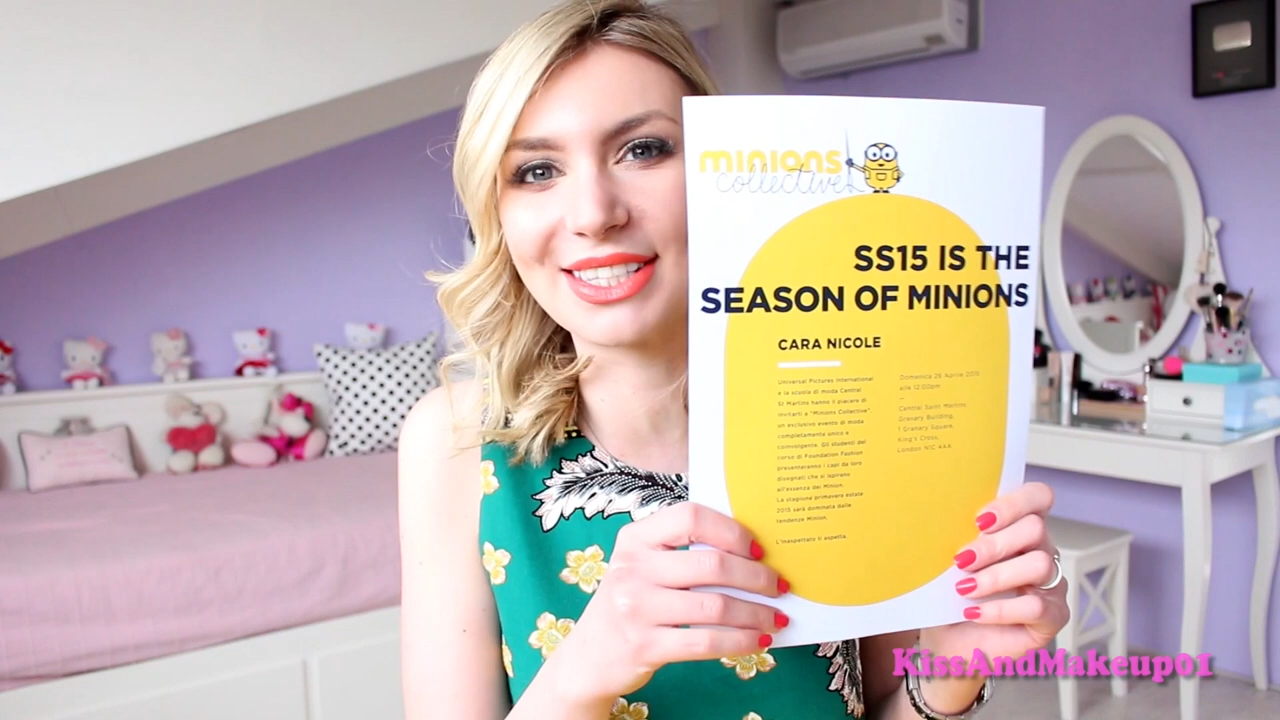 minions
collective
SS15 IS THE
SEASON OF MINIONS
CARA NICOLE
Universal Pictures International
e la scuola di moda Central
St Martins hanno il piacere di
invitarti a "Minions Collective"
un esclusivo evento di moda
completamente unico e
coinvolgente. Gli studenti del
corso di Foundation Fashion
presenteranno i capi da loro
disegnati che si ispirano
all'essenza dei Minion.
La stagione primavera estate
2015 sarà dominata dalle
tendenze Minion.
L'inaspettato ti aspetta.
Domenica 26 Aprile 2015
alle 12:00pm
—
Central Saint Martins
Granary Building,
1 Granary Square,
King's Cross,
London N1C 4AA
KissAndMakeup01